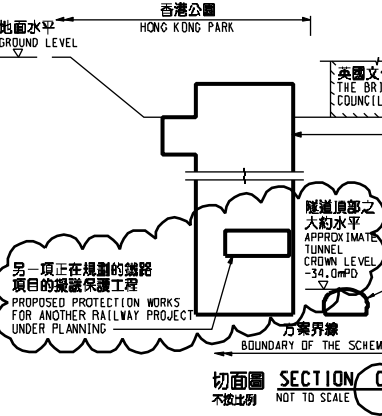 香港公園
HONG KONG PARK
地面水平
GROUND LEVEL
英國文
THE BRI
COUNCIL
隧道頂部之
大約水平
APPROXIMATE
TUNNEL
CROWN LEVEL
-34.0mPD
另一項正在規劃的鐵路
項目的擬議保護工程
PROPOSED PROTECTION WORKS
FOR ANOTHER RAILWAY PROJECT
UNDER PLANNING
方案界線
BOUNDARY OF THE SCHEM
切面圖 SECTION
不按比例 NOT TO SCALE